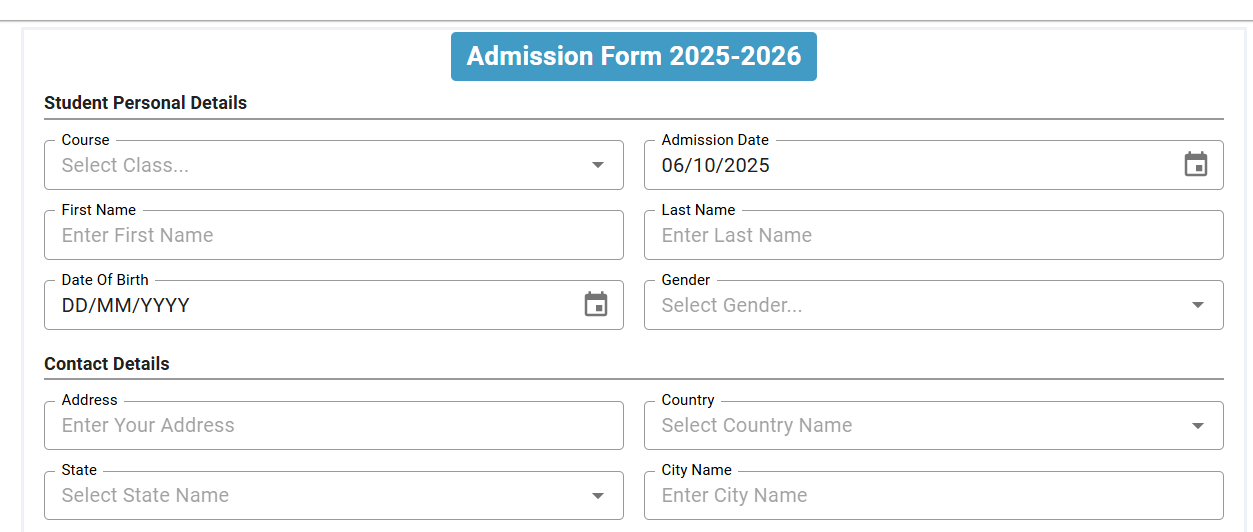 Admission Form 2025-2026
Student Personal Details
Course
Select Class...
Admission Date
06/10/2025
First Name
Enter First Name
Last Name
Enter Last Name
Date Of Birth
DD/MM/YYYY
Gender
Select Gender...
Contact Details
Address
Enter Your Address
Country
Select Country Name
State
Select State Name
City Name
Enter City Name